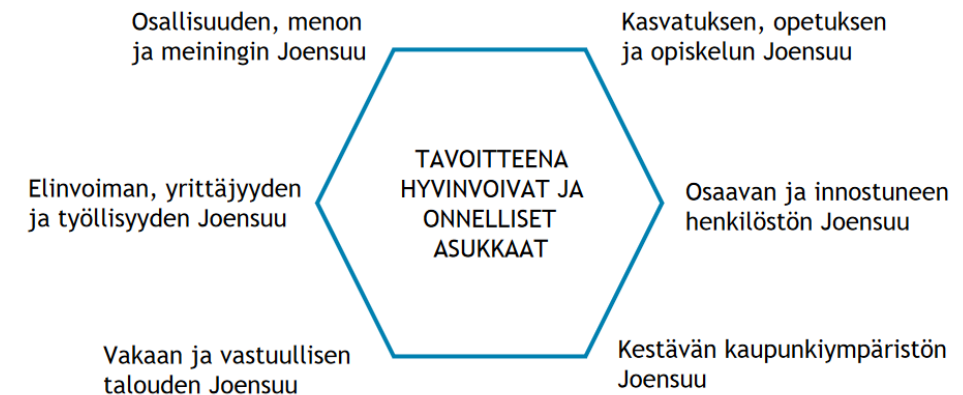 Osallisuuden, menon
ja meiningin Joensuu
Kasvatuksen, opetuksen
ja opiskelun Joensuu
TAVOITTEENA
HYVINVOIVAT JA
ONNELLISET
ASUKKAAT
Elinvoiman, yrittäjyyden
ja työllisyyden Joensuu
Osaavan ja innostuneen
henkilöstön Joensuu
Vakaan ja vastuullisen
talouden Joensuu
Kestävän kaupunkiympäristön
Joensuu